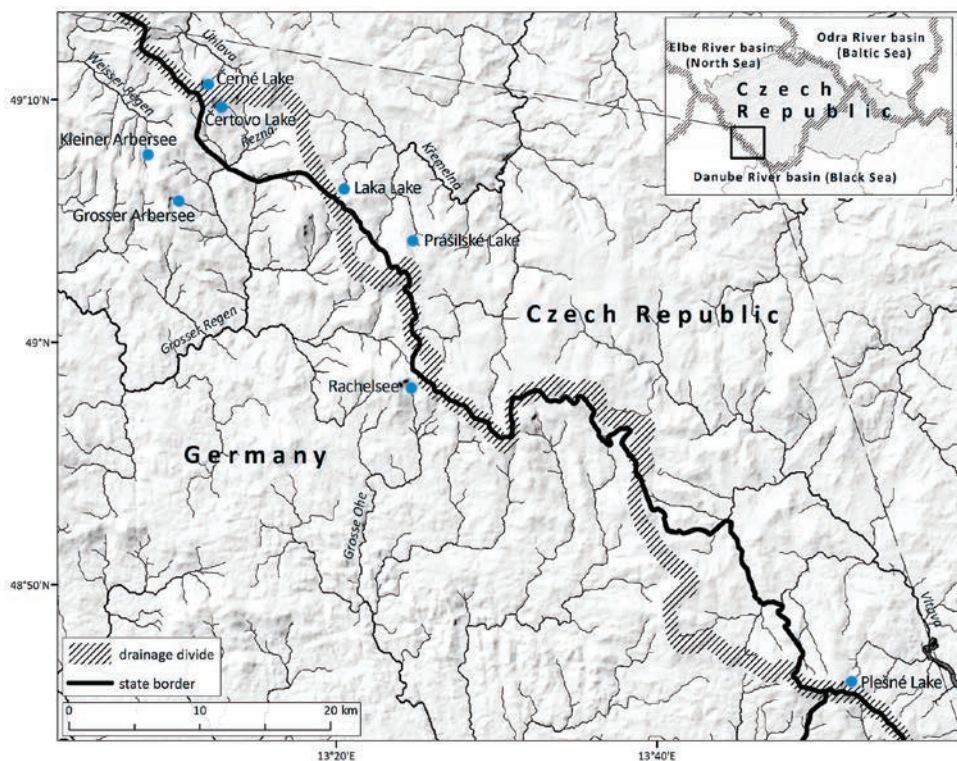 Elbe River basin
(North Sea)
Odra River basin
(Baltic Sea)
Czech
Republic
Danube River basin (Black Sea)
Úhlava
Weisser Regen
Černé Lake
49°10'
Čertovo Lake
Řezná
Kleiner Arbersee
Křemelná
Laka Lake
Grosser Arbersee
Prášilské Lake
Czech Republic
Grosser Regen
49°N
Rachelsee
Germany
Grosse Ohe
48°50'N
Vltava
drainage divide
state border
Plešné Lake
0 10 20 km
13°20'E
13°40'E